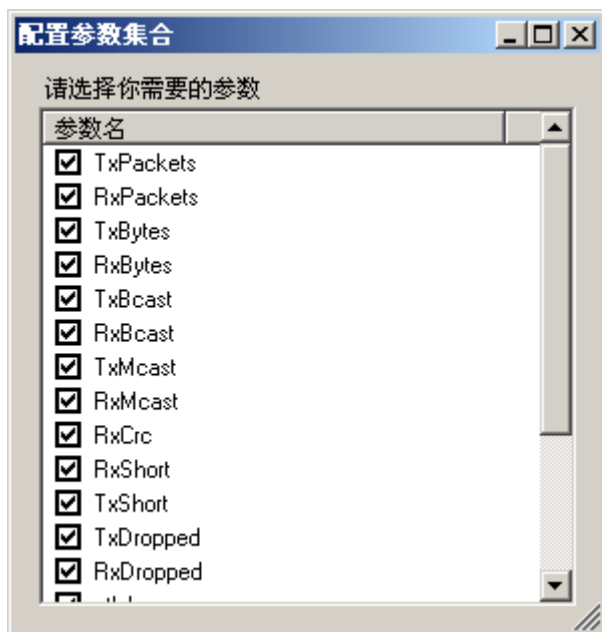 配置参数集合
请选择你需要的参数
参数名
TxPackets
RxPackets
TxBytes
RxBytes
TxBcast
RxBcast
TxMcast
RxMcast
RxCrc
RxShort
TxShort
TxDropped
RxDropped